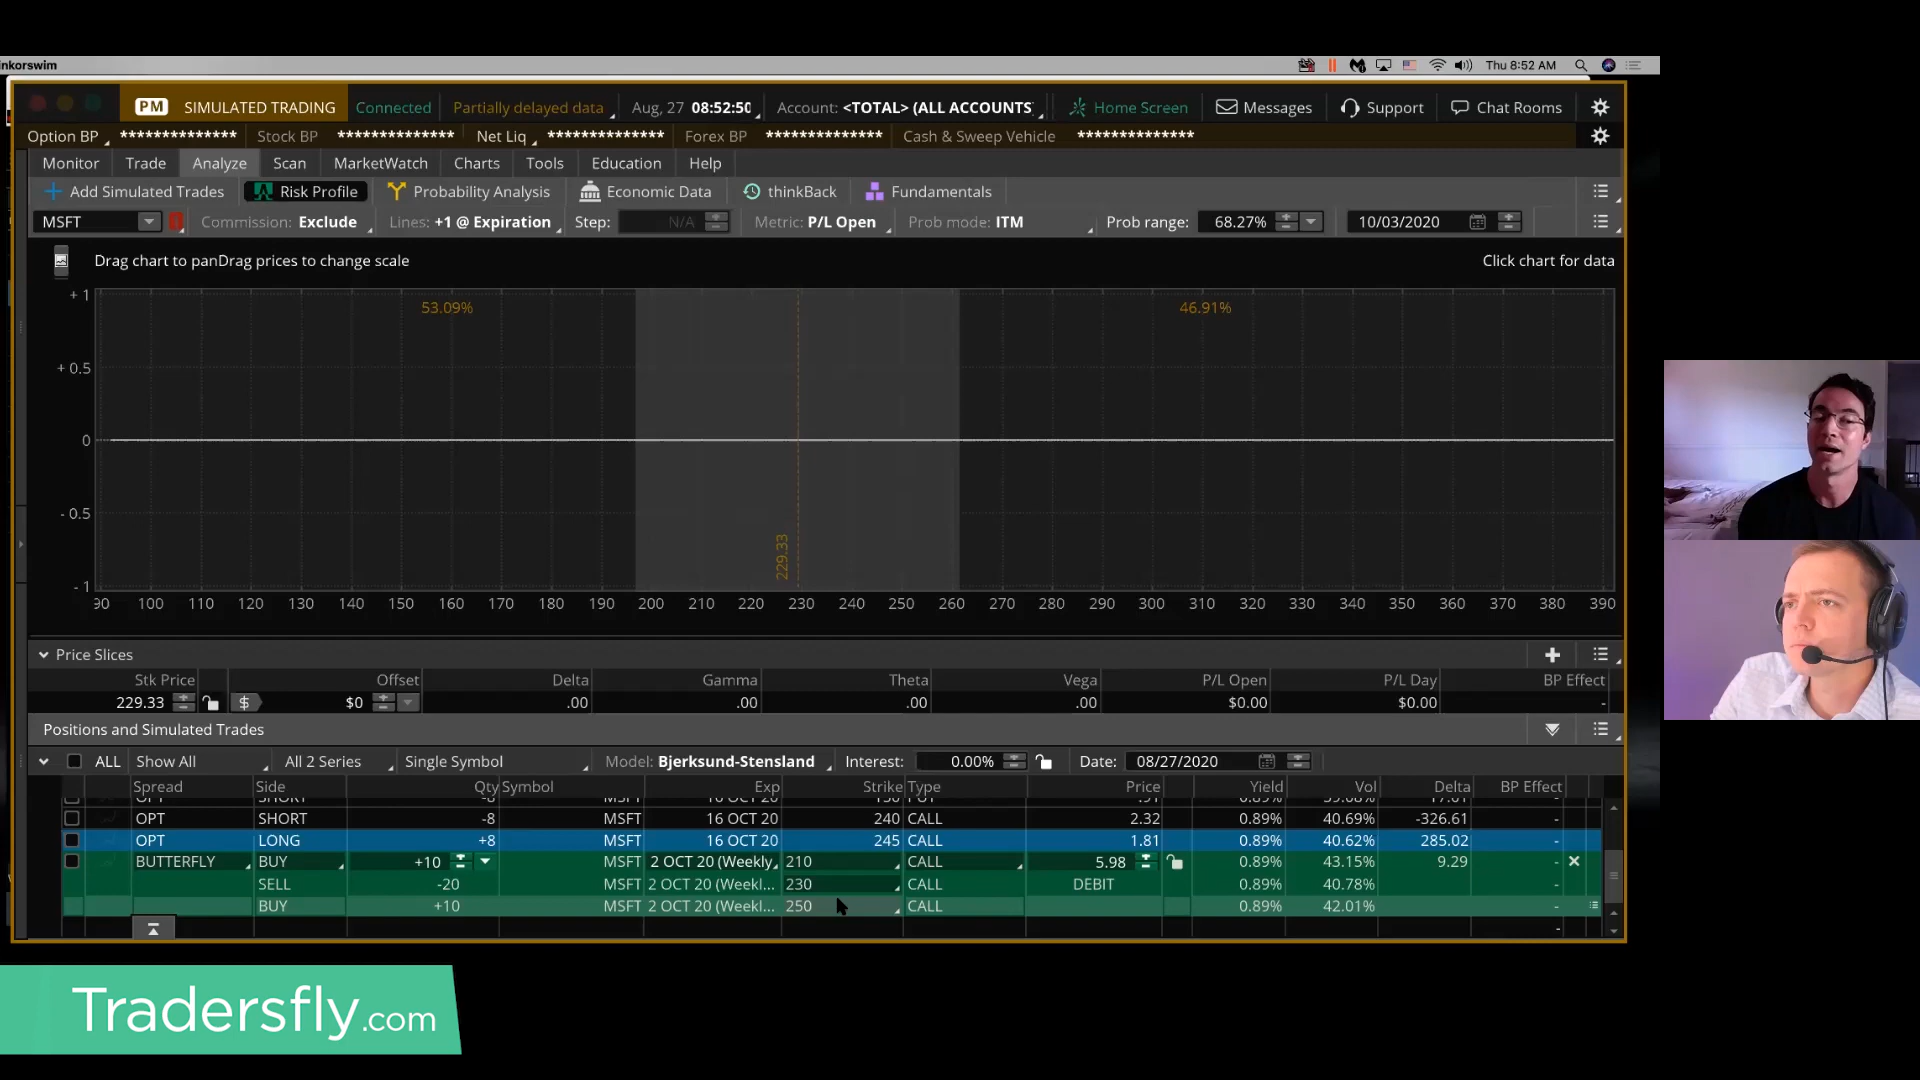 inkorswim Thu 8:52 AM
PM SIMULATED TRADING Connected Partially delayed data Aug, 27 08:52:50 Account: <TOTAL> (ALL ACCOUNTS Home Screen Messages Support Chat Rooms
Option BP ************** Stock BP ************** Net Liq ************** Forex BP ************** Cash & Sweep Vehicle **************
Monitor Trade Analyze Scan MarketWatch Charts Tools Education Help
Add Simulated Trades Risk Profile Probability Analysis Economic Data thinkBack Fundamentals
MSFT Commission: Exclude Lines: +1 @ Expiration Step: N/A Metric: P/L Open Prob mode: ITM Prob range: 68.27% 10/03/2020
Drag chart to panDrag prices to change scale Click chart for data
+ 1
53.09% 46.91%
+ 0.5
0
- 0.5
229.33
- 1
90 100 110 120 130 140 150 160 170 180 190 200 210 220 230 240 250 260 270 280 290 300 310 320 330 340 350 360 370 380 390
Price Slices
Stk Price Offset Delta Gamma Theta Vega P/L Open P/L Day BP Effect
229.33 $ $0 .00 .00 .00 .00 $0.00 $0.00 -
Positions and Simulated Trades
ALL Show All All 2 Series Single Symbol Model: Bjerksund-Stensland Interest: 0.00% Date: 08/27/2020
Spread Side Qty Symbol Exp Strike Type Price Yield Vol Delta BP Effect
OPT SHORT -8 MSFT 16 OCT 20 240 CALL 2.32 0.89% 40.69% -326.61 -
OPT LONG +8 MSFT 16 OCT 20 245 CALL 1.81 0.89% 40.62% 285.02 -
BUTTERFLY BUY +10 MSFT 2 OCT 20 (Weekly 210 CALL 5.98 0.89% 43.15% 9.29 -
SELL -20 MSFT 2 OCT 20 (Weekl... 230 CALL DEBIT 0.89% 40.78% -
BUY +10 MSFT 2 OCT 20 (Weekl... 250 CALL 0.89% 42.01% -
Tradersfly.com